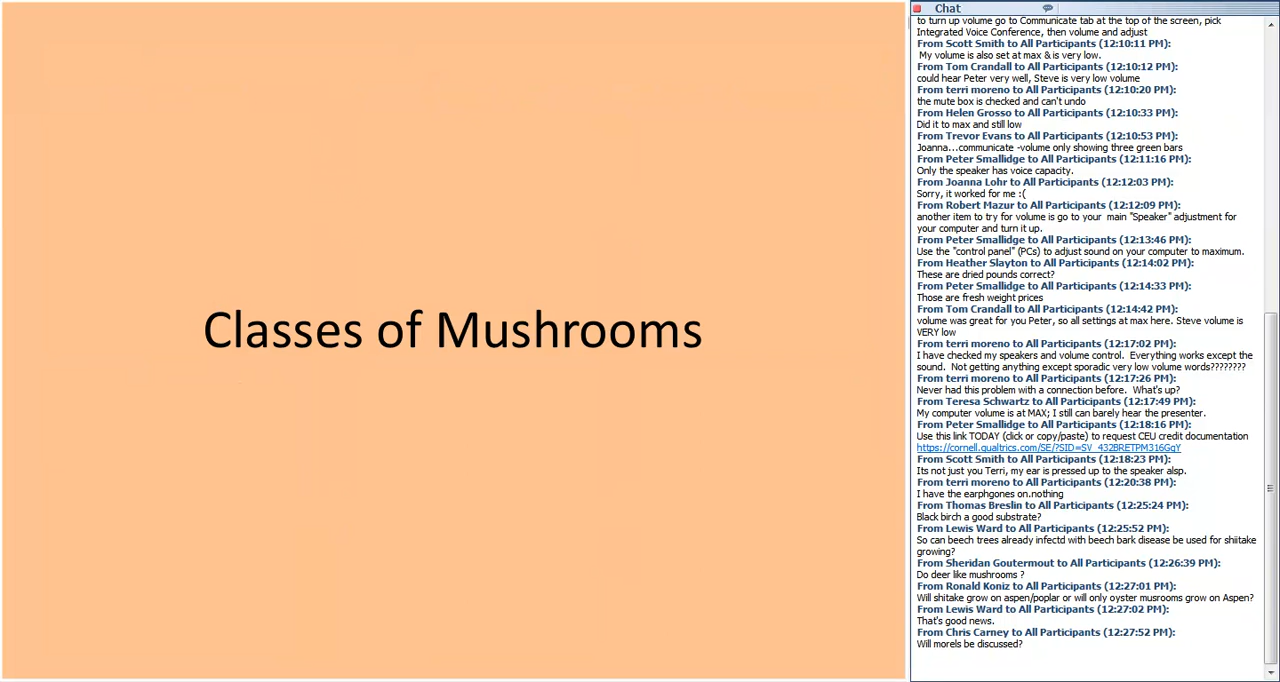 Classes of Mushrooms
Chat
to turn up volume go to Communicate tab at the top of the screen, pick
Integrated Voice Conference, then volume and adjust
From Scott Smith to All Participants (12:10:11 PM):
My volume is also set at max & is very low.
From Tom Crandall to All Participants (12:10:12 PM):
could hear Peter very well, Steve is very low volume
From terri moreno to All Participants (12:10:20 PM):
the mute box is checked and can't undo
From Helen Grosso to All Participants (12:10:33 PM):
Did it to max and still low
From Trevor Evans to All Participants (12:10:53 PM):
Joanna...communicate -volume only showing three green bars
From Peter Smallidge to All Participants (12:11:16 PM):
Only the speaker has voice capacity.
From Joanna Lohr to All Participants (12:12:03 PM):
Sorry, it worked for me :(
From Robert Mazur to All Participants (12:12:09 PM):
another item to try for volume is go to your main "Speaker" adjustment for
your computer and turn it up.
From Peter Smallidge to All Participants (12:13:46 PM):
Use the "control panel" (PCs) to adjust sound on your computer to maximum.
From Heather Slayton to All Participants (12:14:02 PM):
These are dried pounds correct?
From Peter Smallidge to All Participants (12:14:33 PM):
Those are fresh weight prices
From Tom Crandall to All Participants (12:14:42 PM):
volume was great for you Peter, so all settings at max here. Steve volume is
VERY low
From terri moreno to All Participants (12:17:02 PM):
I have checked my speakers and volume control. Everything works except the
sound. Not getting anything except sporadic very low volume words????????
From terri moreno to All Participants (12:17:26 PM):
Never had this problem with a connection before. What's up?
From Teresa Schwartz to All Participants (12:17:49 PM):
My computer volume is at MAX; I still can barely hear the presenter.
From Peter Smallidge to All Participants (12:18:16 PM):
Use this link TODAY (click or copy/paste) to request CEU credit documentation
https://cornell.qualtrics.com/SE/?SID=SV_432BRETPM316GqY
From Scott Smith to All Participants (12:18:23 PM):
Its not just you Terri, my ear is pressed up to the speaker alsp.
From terri moreno to All Participants (12:20:38 PM):
I have the earphgones on.nothing
From Thomas Breslin to All Participants (12:25:24 PM):
Black birch a good substrate?
From Lewis Ward to All Participants (12:25:52 PM):
So can beech trees already infectd with beech bark disease be used for shiitake
growing?
From Sheridan Goutermout to All Participants (12:26:39 PM):
Do deer like mushrooms ?
From Ronald Koniz to All Participants (12:27:01 PM):
Will shitake grow on aspen/poplar or will only oyster musrooms grow on Aspen?
From Lewis Ward to All Participants (12:27:02 PM):
That's good news.
From Chris Carney to All Participants (12:27:52 PM):
Will morels be discussed?